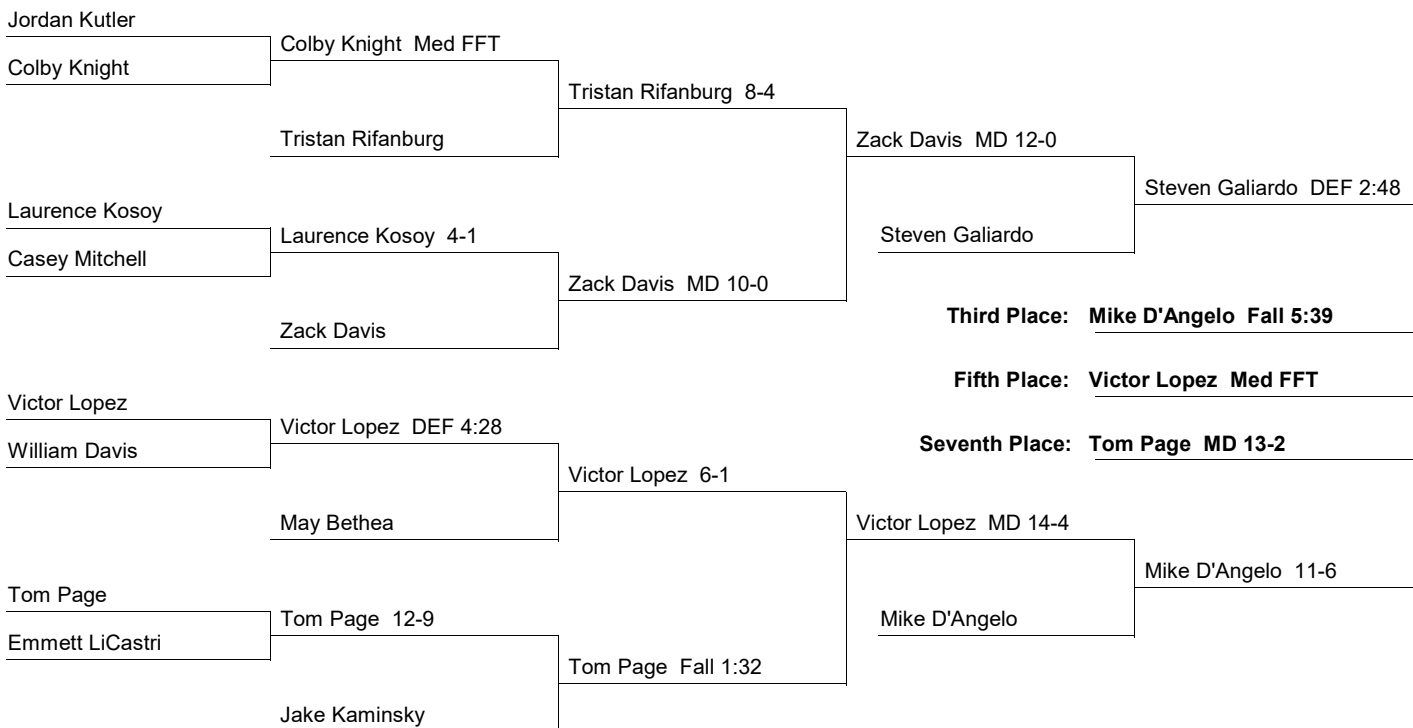 Jordan Kutler
Colby Knight  Med FFT
Colby Knight
Tristan Rifanburg  8-4
Tristan Rifanburg
Zack Davis  MD 12-0
Steven Galiardo  DEF 2:48
Laurence Kosoy
Laurence Kosoy  4-1
Steven Galiardo
Casey Mitchell
Zack Davis  MD 10-0
Third Place: Mike D'Angelo  Fall 5:39
Zack Davis
Fifth Place: Victor Lopez  Med FFT
Victor Lopez
Victor Lopez  DEF 4:28
William Davis
Seventh Place: Tom Page  MD 13-2
Victor Lopez  6-1
May Bethea
Victor Lopez  MD 14-4
Mike D'Angelo  11-6
Tom Page
Tom Page  12-9
Mike D'Angelo
Emmett LiCastri
Tom Page  Fall 1:32
Jake Kaminsky